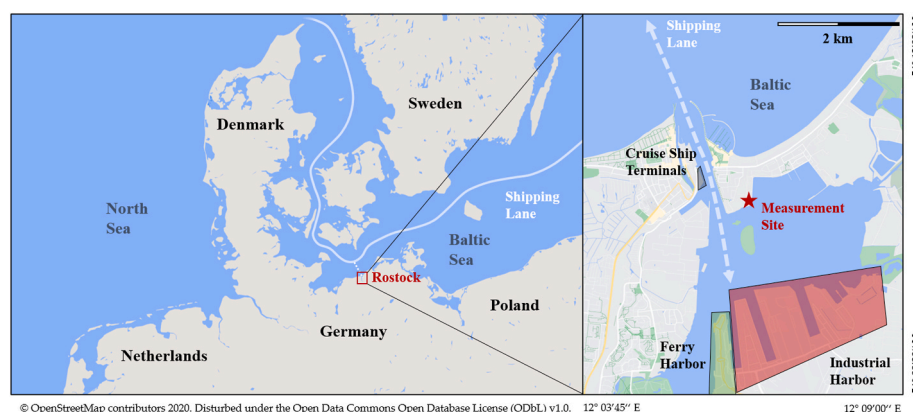 Denmark
Sweden
North
Sea
Shipping
Lane
Baltic
Sea
Rostock
Poland
Germany
Netherlands
Shipping
Lane
2 km
Baltic
Sea
Cruise Ship
Terminals
Measurement
Site
Ferry
Harbor
Industrial
Harbor
© OpenStreetMap contributors 2020. Disturbed under the Open Data Commons Open Database License (ODbL) v1.0.
12° 03'45'' E
12° 09'00'' E